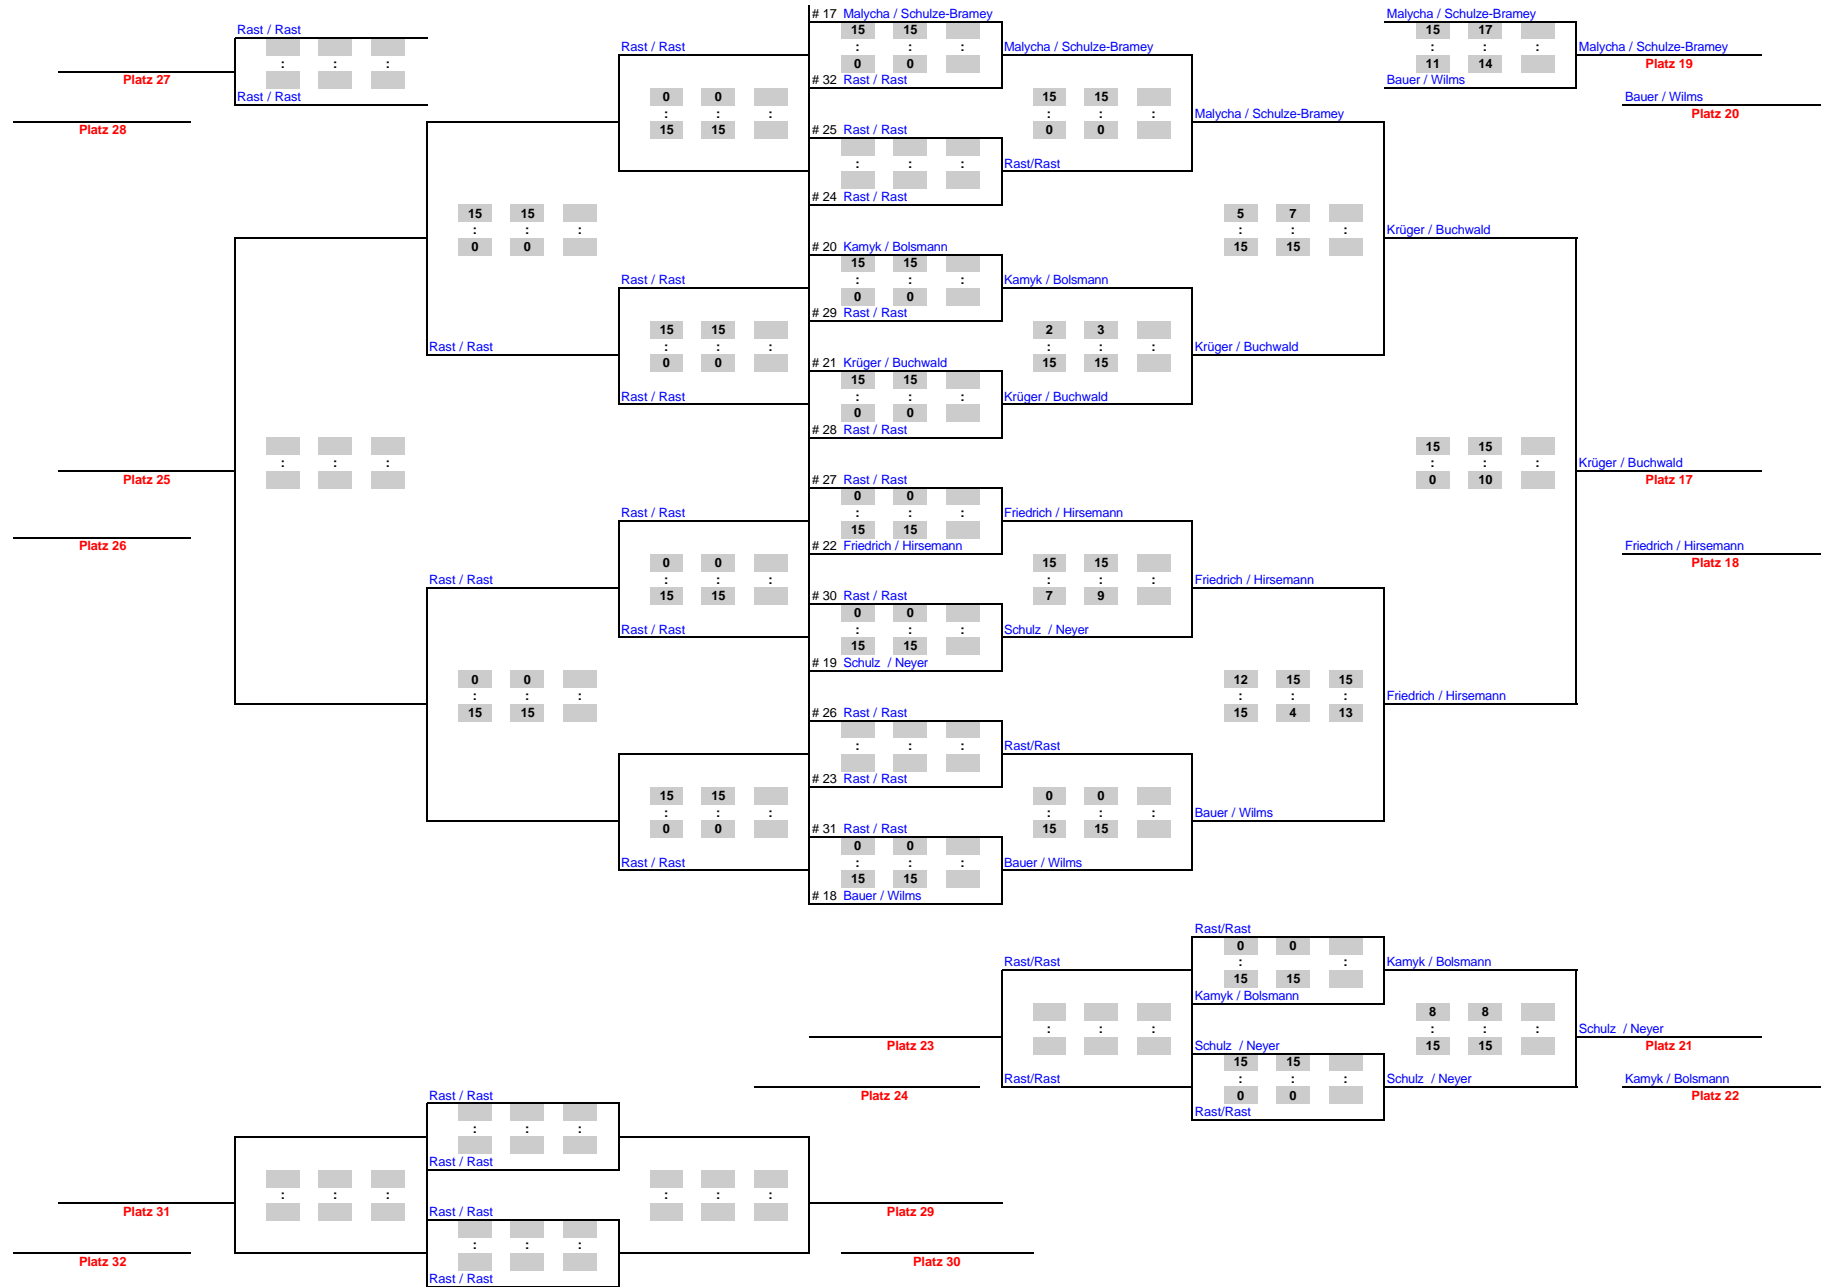 # 17 Malycha / Schulze-Bramey
Malycha / Schulze-Bramey
Rast / Rast
15 15
15 17
Rast / Rast
Malycha / Schulze-Bramey
Malycha / Schulze-Bramey
: : :
: : :
: : :
Platz 27
0 0
11 14
Platz 19
# 32 Rast / Rast
Bauer / Wilms
Rast / Rast
0 0
15 15
Bauer / Wilms
: : :
: : :
Malycha / Schulze-Bramey
Platz 20
Platz 28
15 15
# 25 Rast / Rast
0 0
: : :
Rast/Rast
# 24 Rast / Rast
15 15
5 7
: : :
: : :
Krüger / Buchwald
0 0
# 20 Kamyk / Bolsmann
15 15
15 15
Rast / Rast
: : :
Kamyk / Bolsmann
0 0
# 29 Rast / Rast
15 15
2 3
Rast / Rast
: : :
: : :
Krüger / Buchwald
0 0
# 21 Krüger / Buchwald
15 15
15 15
Rast / Rast
: : :
Krüger / Buchwald
0 0
# 28 Rast / Rast
15 15
: : :
: : :
Krüger / Buchwald
Platz 25
# 27 Rast / Rast
0 10
Platz 17
0 0
Rast / Rast
: : :
Friedrich / Hirsemann
15 15
Platz 26
# 22 Friedrich / Hirsemann
Friedrich / Hirsemann
0 0
15 15
Platz 18
Rast / Rast
: : :
: : :
Friedrich / Hirsemann
15 15
# 30 Rast / Rast
7 9
0 0
Rast / Rast
: : :
Schulz / Neyer
15 15
# 19 Schulz / Neyer
0 0
12 15 15
: : :
: : :
Friedrich / Hirsemann
15 15
# 26 Rast / Rast
15 4 13
: : :
Rast/Rast
# 23 Rast / Rast
15 15
0 0
: : :
: : :
Bauer / Wilms
0 0
# 31 Rast / Rast
15 15
0 0
Rast / Rast
: : :
Bauer / Wilms
15 15
# 18 Bauer / Wilms
Rast/Rast
0 0
Rast/Rast
: :
Kamyk / Bolsmann
15 15
Kamyk / Bolsmann
8 8
: : :
: : :
Schulz / Neyer
Platz 23
Schulz / Neyer
15 15
Platz 21
15 15
Rast/Rast
: : :
Schulz / Neyer
Kamyk / Bolsmann
Rast / Rast
Platz 24
0 0
Platz 22
Rast/Rast
: : :
Rast / Rast
: : :
: : :
Rast / Rast
Platz 31
Platz 29
: : :
Platz 32
Platz 30
Rast / Rast